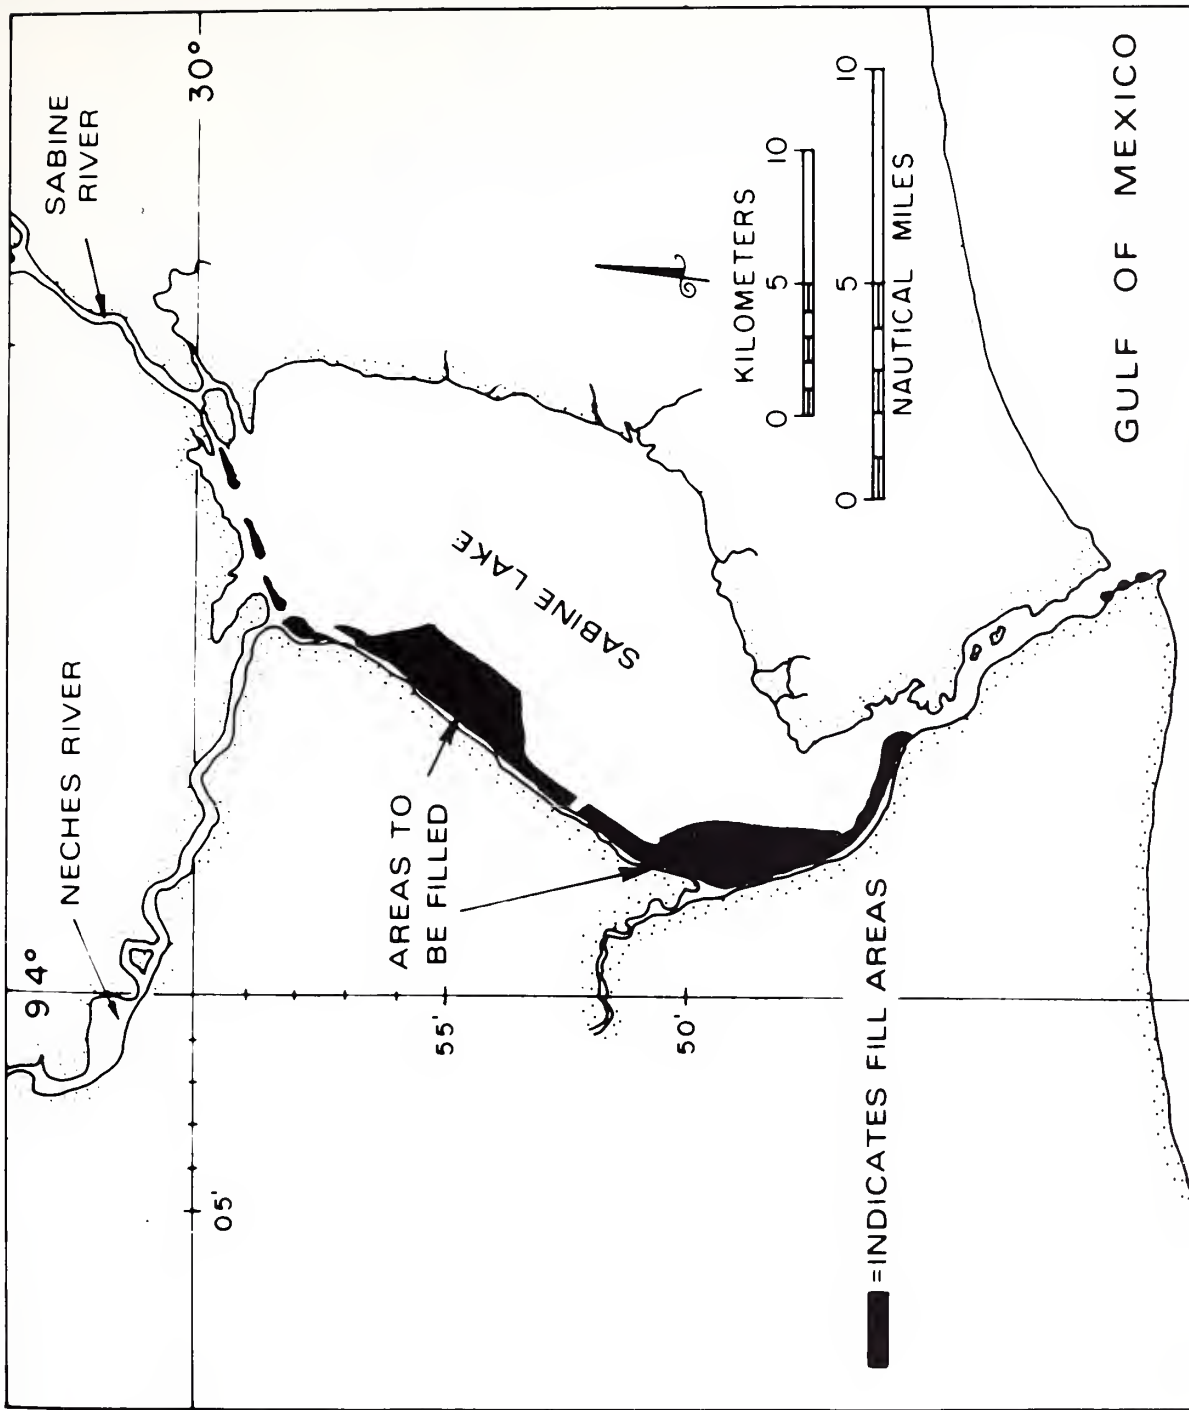 SABINE
RIVER
30°
NECHES RIVER
94°
AREAS TO
BE FILLED
SABINE LAKE
55'
50'
05'
KILOMETERS
0 5 10
0 5 10
NAUTICAL MILES
=INDICATES FILL AREAS
GULF OF MEXICO